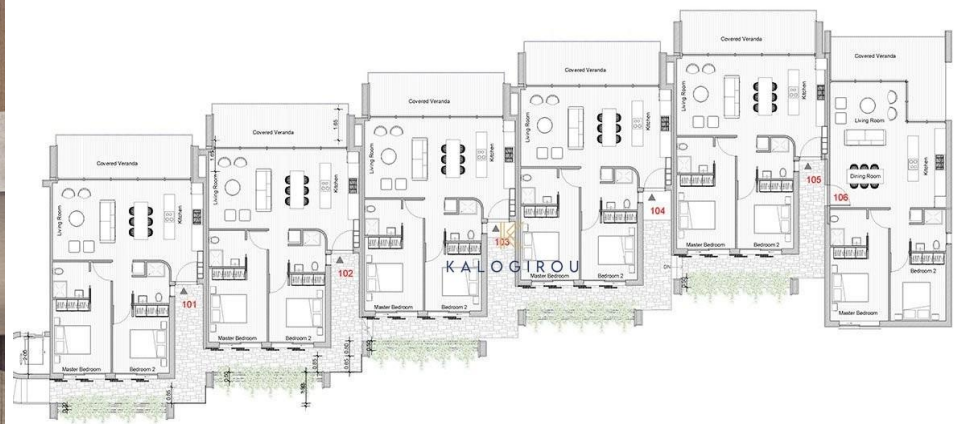 Covered Veranda
Living Room
Kitchen
Master Bedroom
Bedroom 2
101
Covered Veranda
Living Room
Kitchen
Master Bedroom
Bedroom 2
102
Covered Veranda
Living Room
Kitchen
Master Bedroom
Bedroom 2
103
Covered Veranda
Living Room
Kitchen
Master Bedroom
Bedroom 2
104
Covered Veranda
Living Room
Kitchen
Master Bedroom
Bedroom 2
105
Covered Veranda
Living Room
Dining Room
Kitchen
Master Bedroom
Bedroom 2
106
KALOGIROU
DN